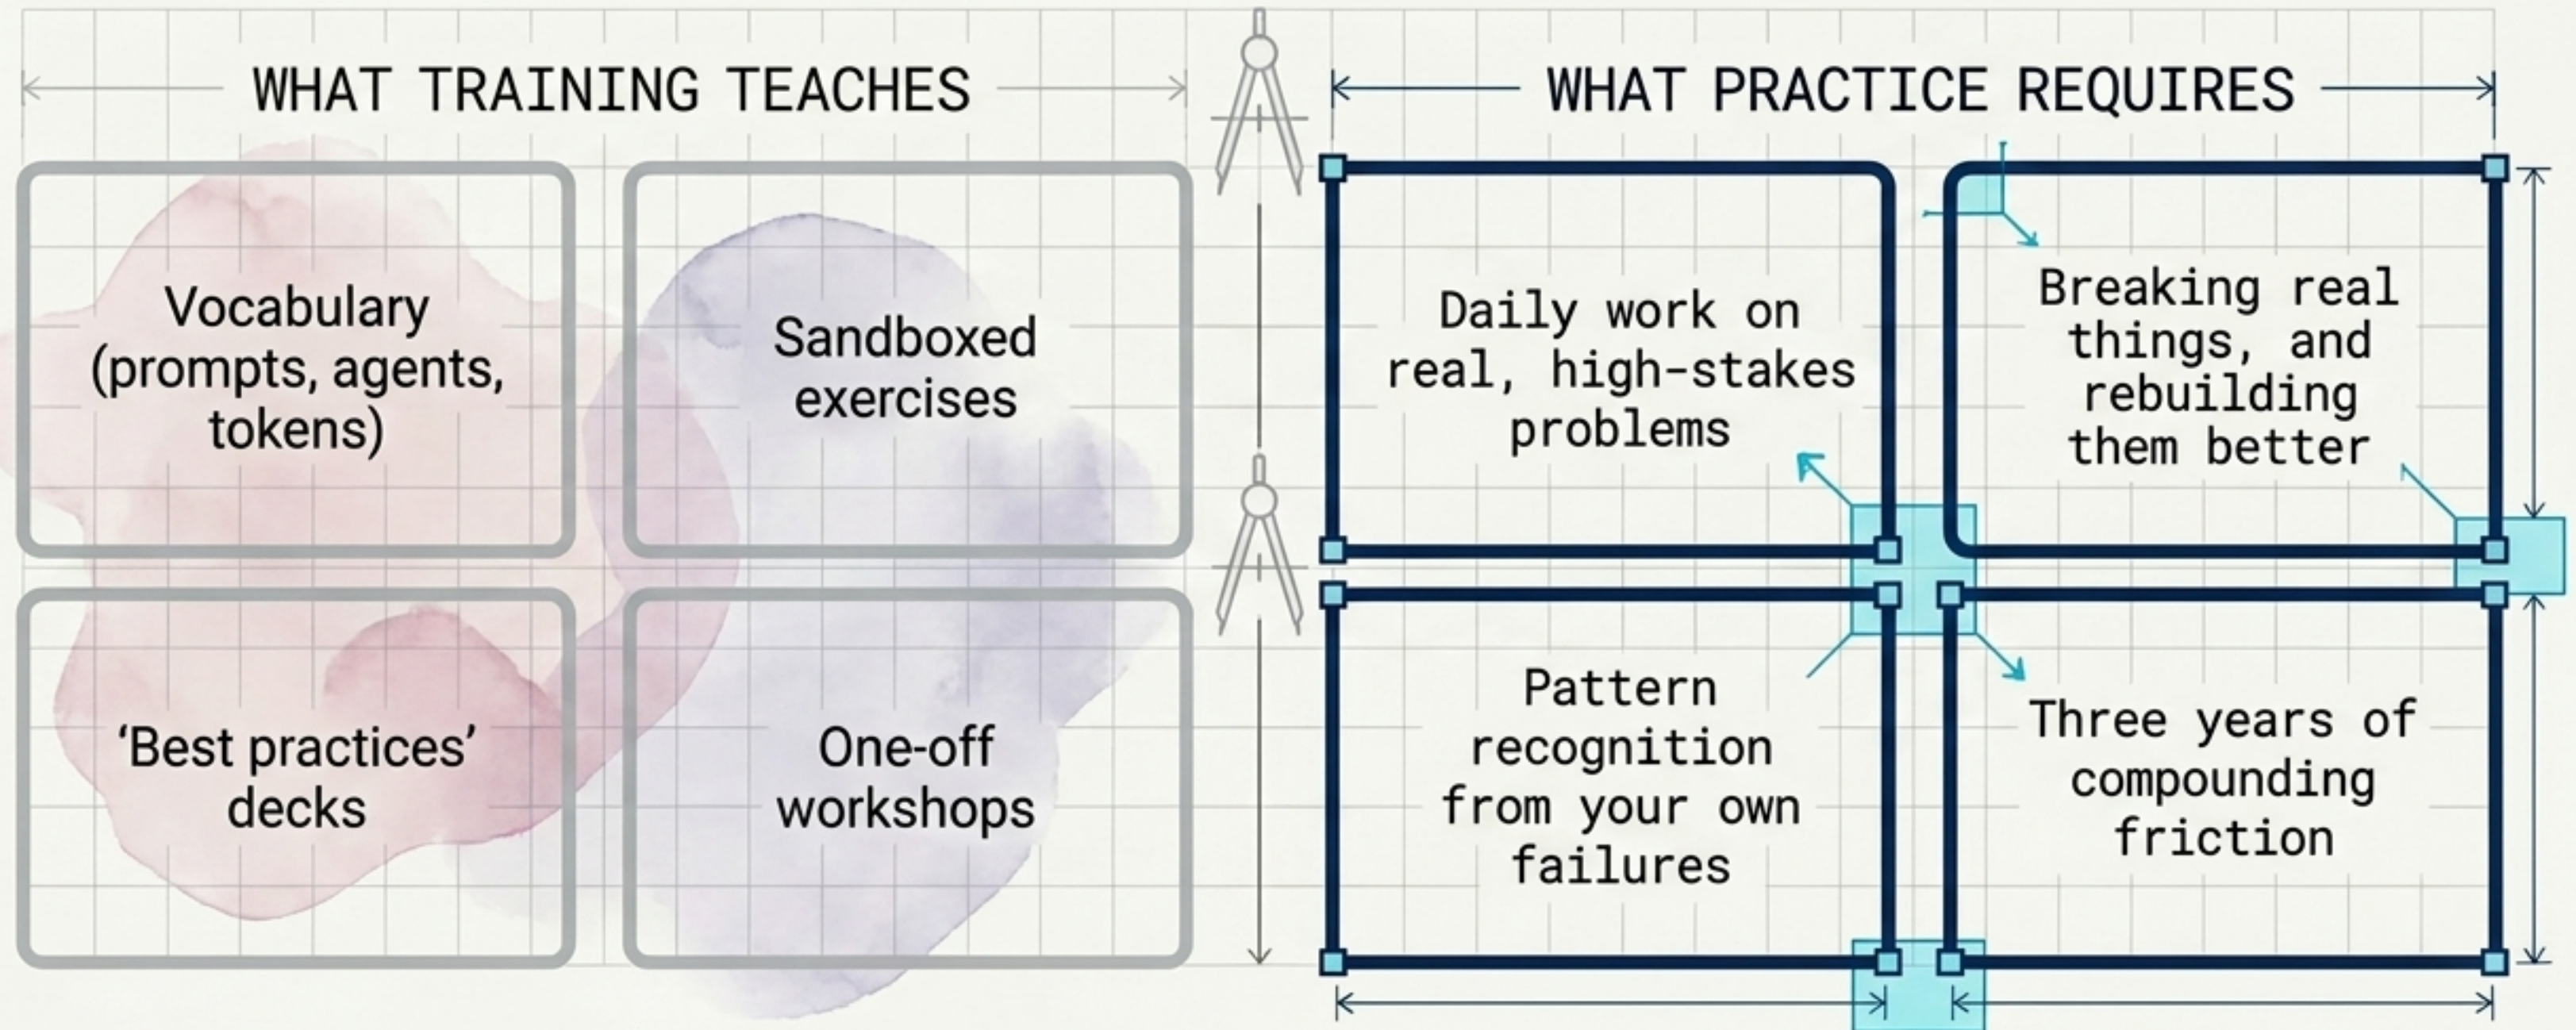 WHAT TRAINING TEACHES
Vocabulary
(prompts, agents,
tokens)
Sandboxed
exercises
‘Best practices’
decks
One-off
workshops
WHAT PRACTICE REQUIRES
Daily work on
real, high-stakes
problems
Breaking real
things, and
rebuilding
them better
Pattern
recognition
from your own
failures
Three years of
compounding
friction